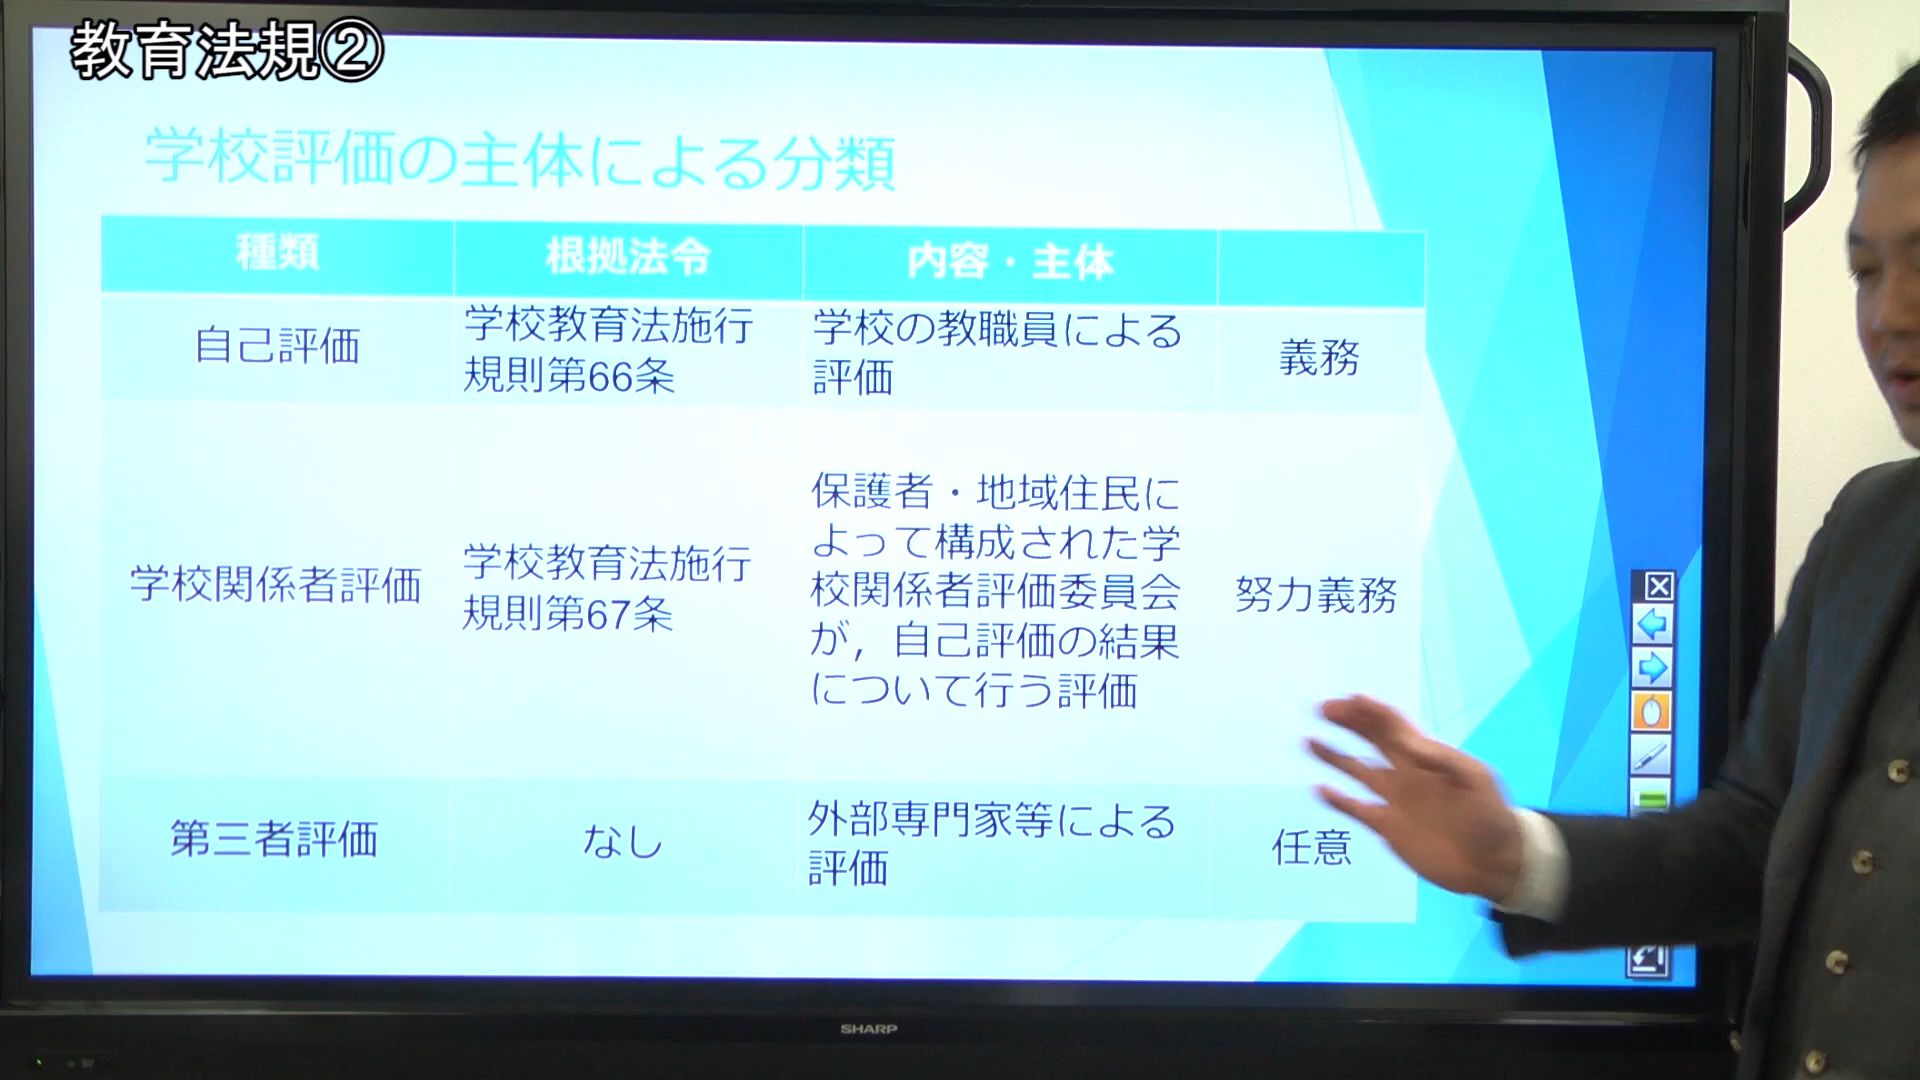 教育法規②
学校評価の主体による分類
種類
根拠法令
内容・主体
自己評価
学校教育法施行
規則第66条
学校の教職員による
評価
義務
学校関係者評価
学校教育法施行
規則第67条
保護者・地域住民に
よって構成された学
校関係者評価委員会
が，自己評価の結果
について行う評価
努力義務
第三者評価
なし
外部専門家等による
評価
任意
SHARP